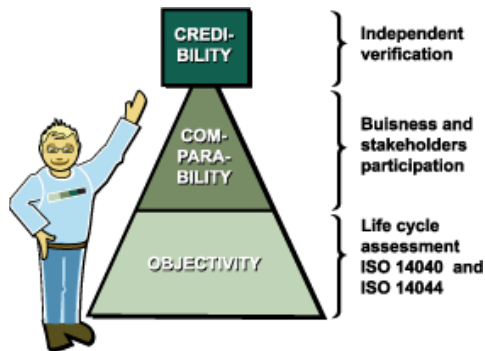 CREDI-
BILITY
Independent
verification
COM-
PARA-
BILITY
Buisness and
stakeholders
participation
OBJECTIVITY
Life cycle
assessment
ISO 14040 and
ISO 14044